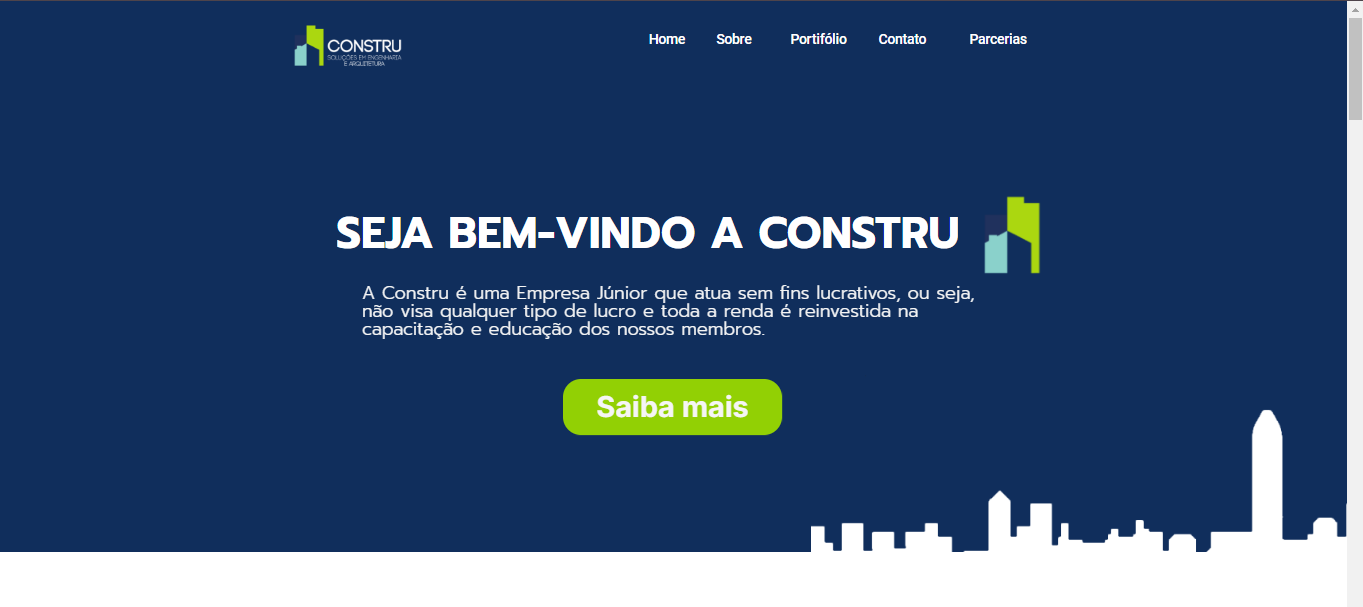 CONSTRU
SOLUÇÕES EM ENGENHARIA
E ARQUITETURA
Home Sobre Portifólio Contato Parcerias
SEJA BEM-VINDO A CONSTRU
A Constru é uma Empresa Júnior que atua sem fins lucrativos, ou seja,
não visa qualquer tipo de lucro e toda a renda é reinvestida na
capacitação e educação dos nossos membros.
Saiba mais